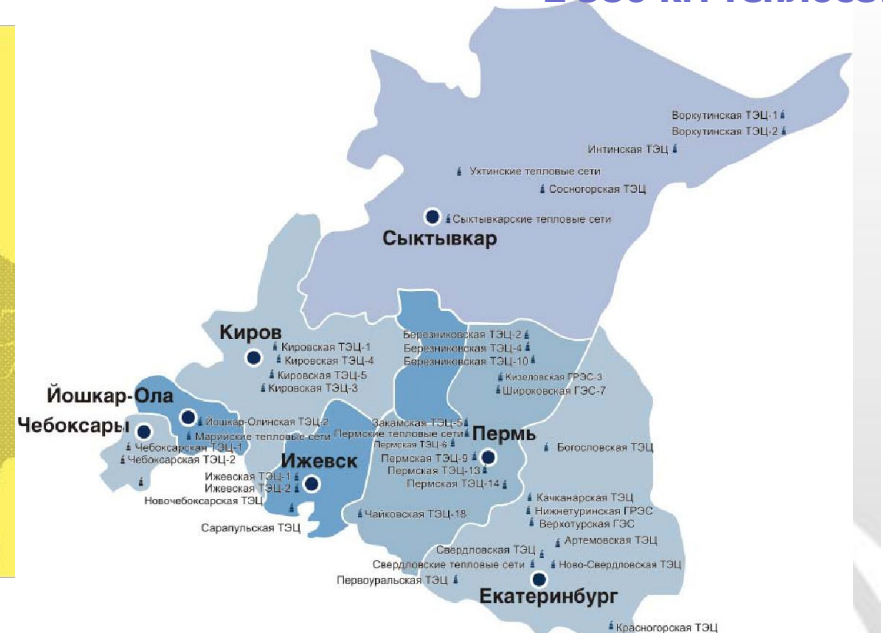 Воркутинская ТЭЦ-1
Воркутинская ТЭЦ-2
Интинская ТЭЦ
Ухтинские тепловые сети
Сосногорская ТЭЦ
Сыктывкарские тепловые сети
Сыктывкар
Киров
Кировская ТЭЦ-1
Кировская ТЭЦ-4
Кировская ТЭЦ-5
Кировская ТЭЦ-3
Березниковская ТЭЦ-2
Березниковская ТЭЦ-4
Березниковская ТЭЦ-10
Кизеловская ГРЭС-3
Широковская ГЭС-7
Йошкар-Ола
Йошкар-Олинская ТЭЦ-2
Марийские тепловые сети
Чебоксары
Чебоксарская ТЭЦ-1
Чебоксарская ТЭЦ-2
Новочебоксарская ТЭЦ
Ижевск
Ижевская ТЭЦ-1
Ижевская ТЭЦ-2
Сарапульская ТЭЦ
Закамская ТЭЦ-5
Пермские тепловые сети
Пермская ТЭЦ-6
Пермь
Пермская ТЭЦ-9
Пермская ТЭЦ-13
Пермская ТЭЦ-14
Чайковская ТЭЦ-18
Богословская ТЭЦ
Качканарская ТЭЦ
Нижнетуринская ГРЭС
Верхотурская ГЭС
Артемовская ТЭЦ
Свердловская ТЭЦ
Свердловские тепловые сети
Ново-Свердловская ТЭЦ
Первоуральская ТЭЦ
Екатеринбург
Красногорская ТЭЦ